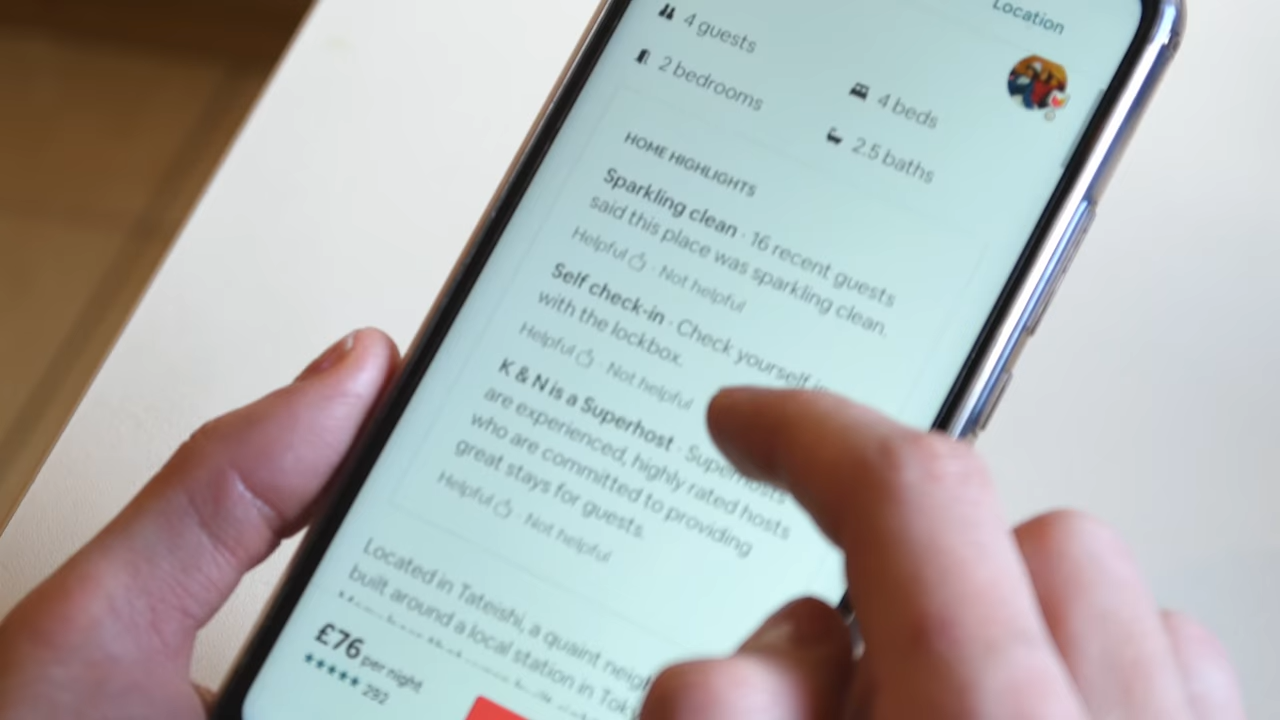 Location
4 guests
4 beds
2 bedrooms
2.5 baths
HOME HIGHLIGHTS
Sparkling clean · 16 recent guests
said this place was sparkling clean.
Helpful · Not helpful
Self check-in · Check yourself
with the lockbox.
Helpful · Not helpful
K & N is a Superhost · Superhosts
are experienced, highly rated hosts
who are committed to providing
great stays for guests.
Helpful · Not helpful
Located in Tateishi, a quaint
built around a local station in
£76 per night
292